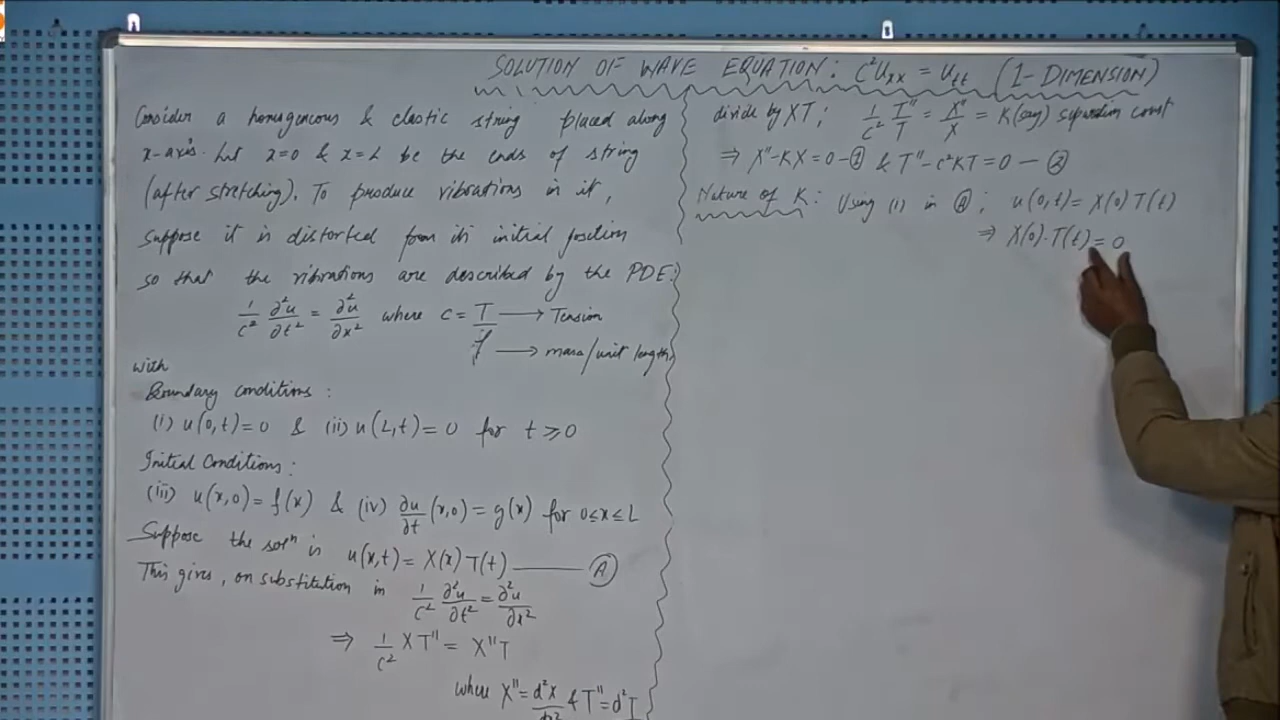 SOLUTION OF WAVE EQUATION: C²Uxx = Utt (1-DIMENSION)
Consider a homogeneous & elastic string placed along
x-axis. Let x=0 & x=L be the ends of string
(after stretching). To produce vibrations in it,
suppose it is distorted from its initial position
so that the vibrations are described by the PDE:
1/c² ∂²u/∂t² = ∂²u/∂x² where c = T/ρ → Tension
→ mass/unit length
with
Boundary conditions:
(i) u(0,t)=0 & (ii) u(L,t)=0 for t ≥ 0
Initial Conditions:
(iii) u(x,0)=f(x) & (iv) ∂u/∂t (x,0) = g(x) for 0≤x≤L
Suppose the solⁿ is u(x,t) = X(x) T(t) —— Ⓐ
This gives, on substitution in 1/c² ∂²u/∂t² = ∂²u/∂x²
⇒ 1/c² XT" = X"T
where X" = d²X/dx² & T" = d²T
divide by XT; 1/c² T"/T = X"/X = K(say) separation const
⇒ X"-KX=0-① & T"-c²KT=0 — ②
Nature of K: Using (i) in Ⓐ; u(0,t)= X(0) T(t)
⇒ X(0).T(t)=0